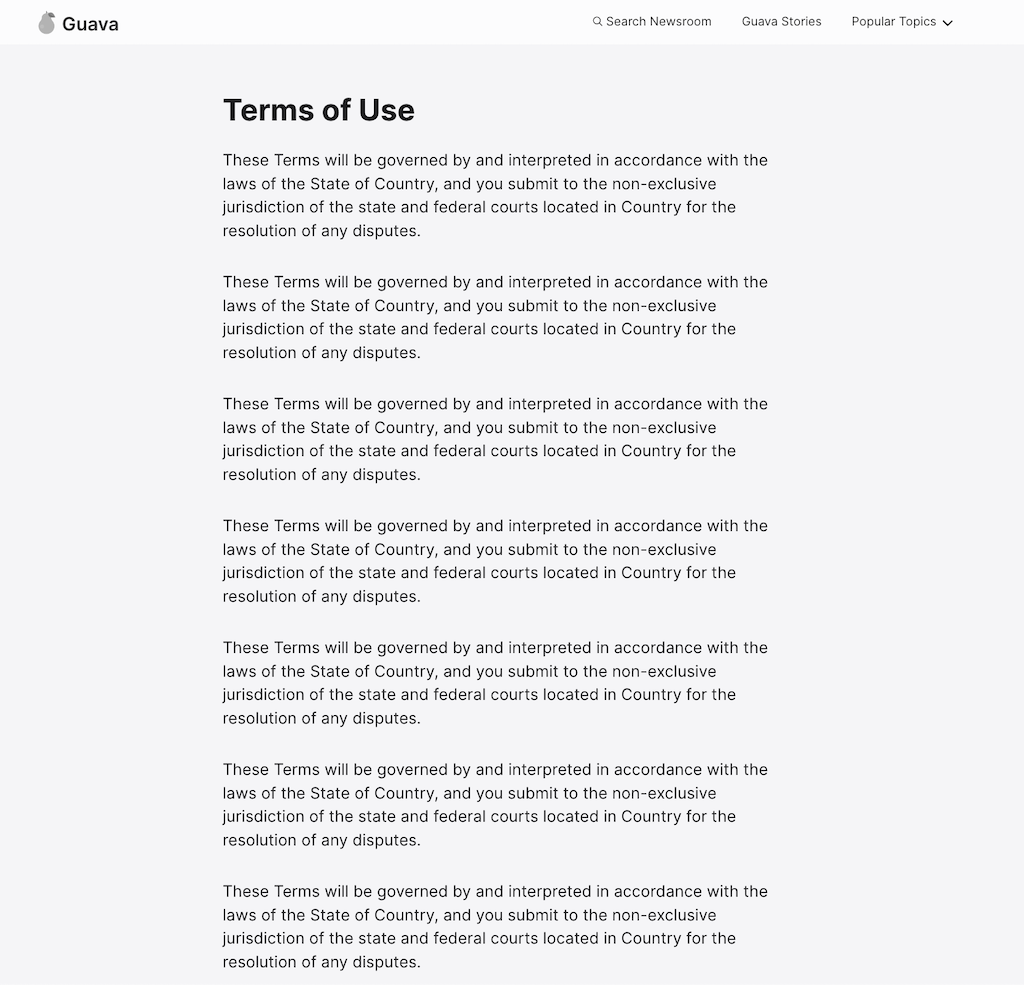 Guava
Search Newsroom
Guava Stories
Popular Topics
Terms of Use
These Terms will be governed by and interpreted in accordance with the
laws of the State of Country, and you submit to the non-exclusive
jurisdiction of the state and federal courts located in Country for the
resolution of any disputes.
These Terms will be governed by and interpreted in accordance with the
laws of the State of Country, and you submit to the non-exclusive
jurisdiction of the state and federal courts located in Country for the
resolution of any disputes.
These Terms will be governed by and interpreted in accordance with the
laws of the State of Country, and you submit to the non-exclusive
jurisdiction of the state and federal courts located in Country for the
resolution of any disputes.
These Terms will be governed by and interpreted in accordance with the
laws of the State of Country, and you submit to the non-exclusive
jurisdiction of the state and federal courts located in Country for the
resolution of any disputes.
These Terms will be governed by and interpreted in accordance with the
laws of the State of Country, and you submit to the non-exclusive
jurisdiction of the state and federal courts located in Country for the
resolution of any disputes.
These Terms will be governed by and interpreted in accordance with the
laws of the State of Country, and you submit to the non-exclusive
jurisdiction of the state and federal courts located in Country for the
resolution of any disputes.
These Terms will be governed by and interpreted in accordance with the
laws of the State of Country, and you submit to the non-exclusive
jurisdiction of the state and federal courts located in Country for the
resolution of any disputes.